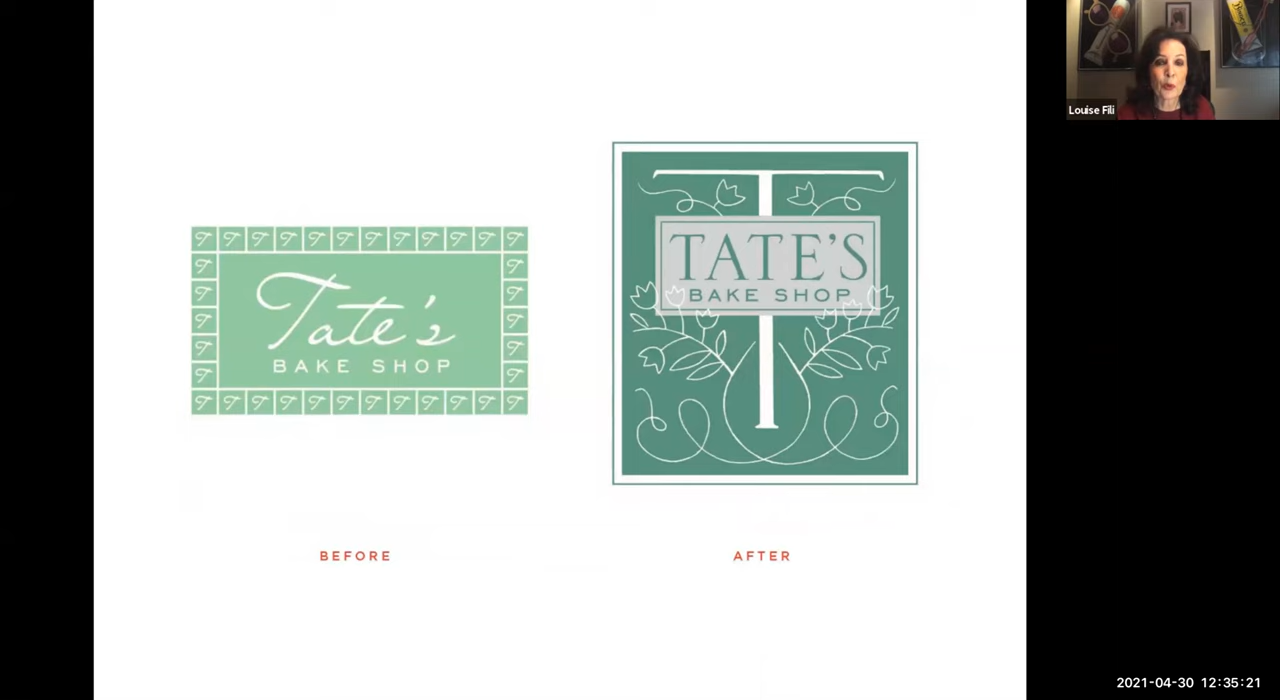 Tate's
BAKE SHOP
BEFORE
T
TATE'S
BAKE SHOP
AFTER
Louise Fili
2021-04-30 12:35:21